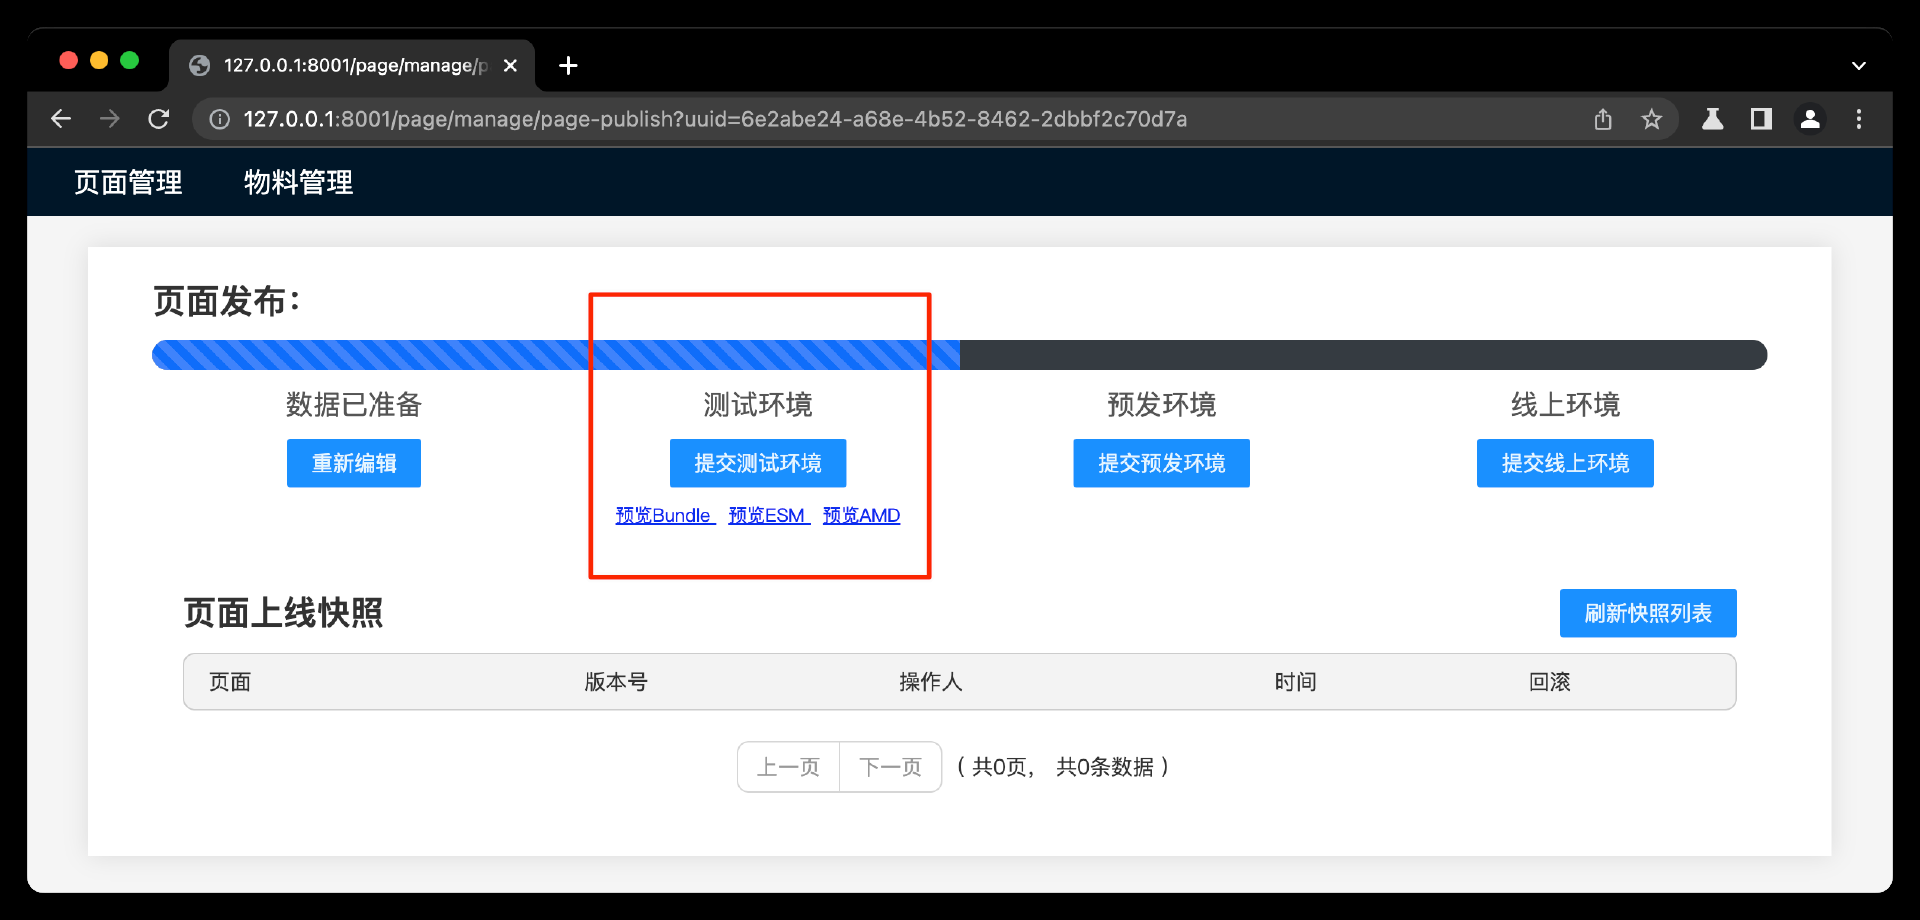 127.0.0.1:8001/page/manage/p
127.0.0.1:8001/page/manage/page-publish?uuid=6e2abe24-a68e-4b52-8462-2dbbf2c70d7a
页面管理 物料管理
页面发布：
数据已准备 测试环境 预发环境 线上环境
重新编辑 提交测试环境 提交预发环境 提交线上环境
预览Bundle 预览ESM 预览AMD
页面上线快照 刷新快照列表
页面 版本号 操作人 时间 回滚
上一页 下一页 （ 共0页， 共0条数据 ）